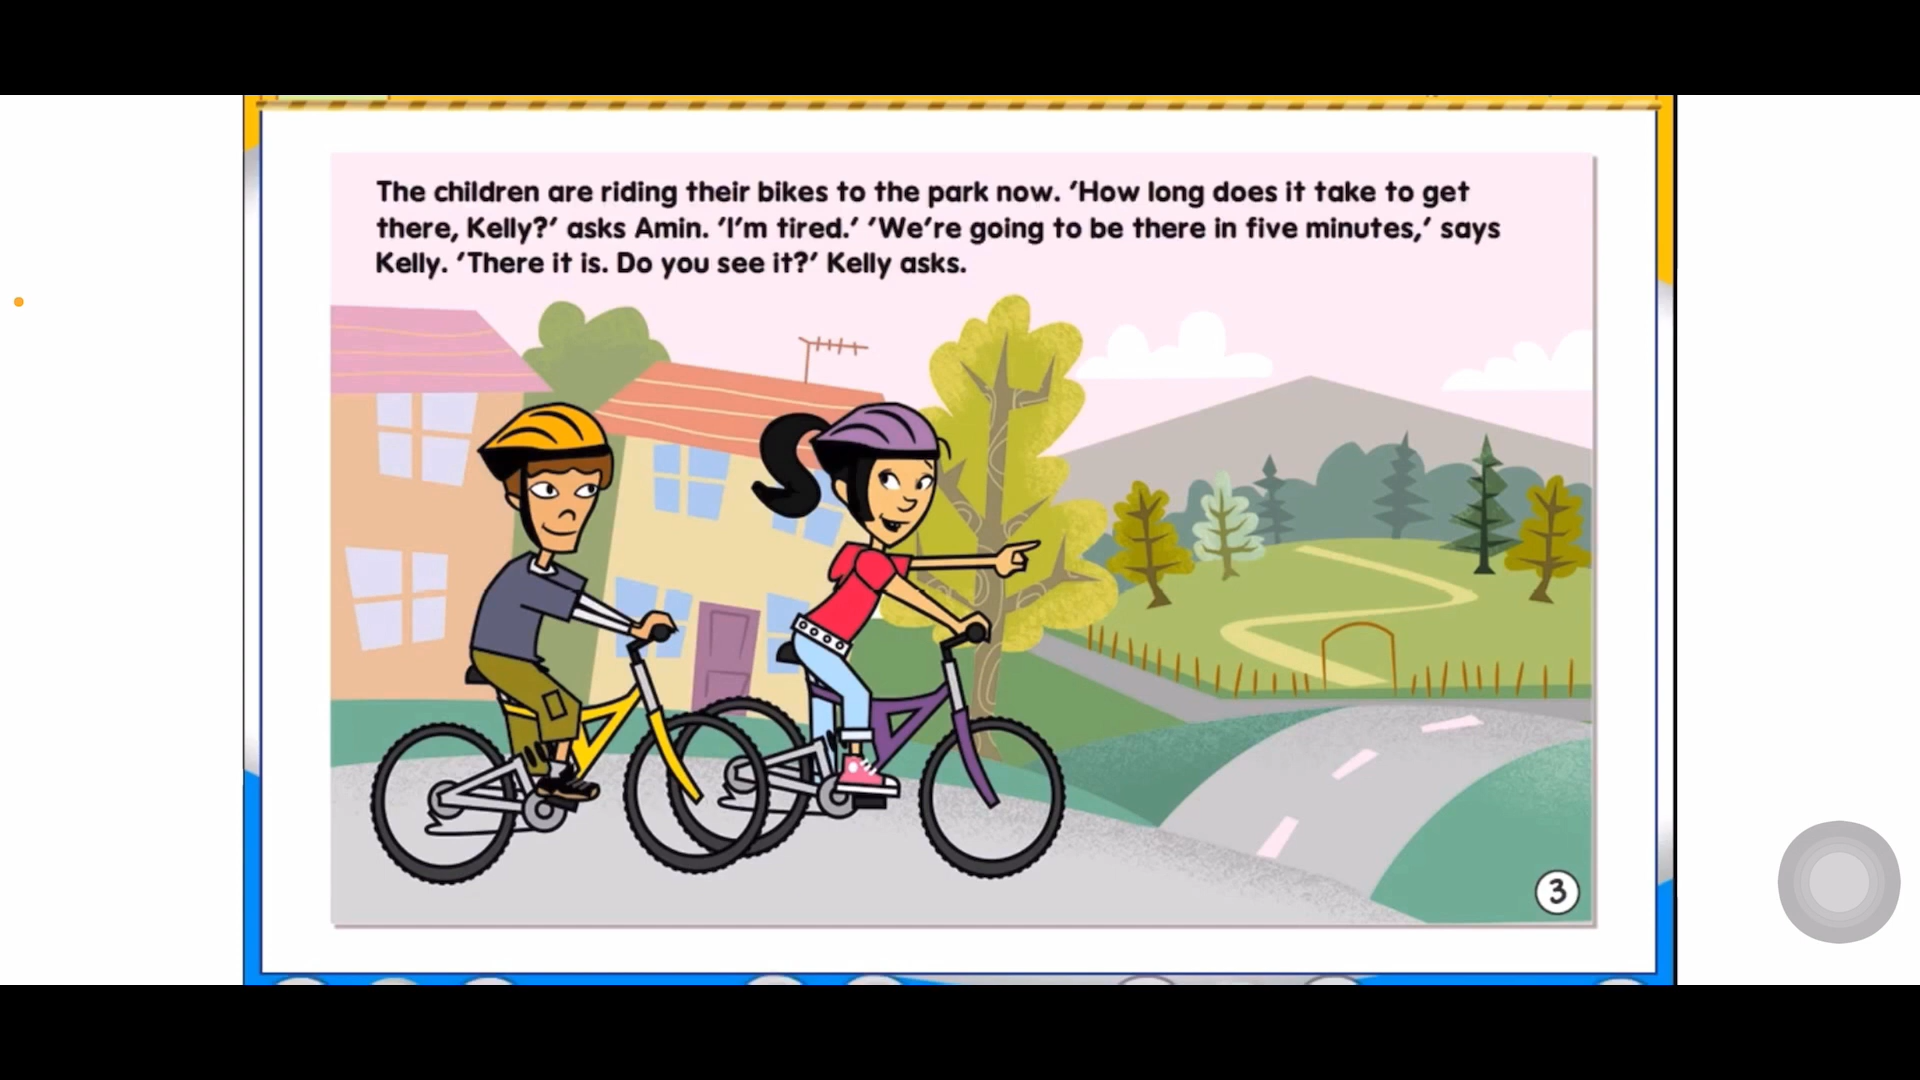 The children are riding their bikes to the park now. ‘How long does it take to get
there, Kelly?’ asks Amin. ‘I’m tired.’ ‘We’re going to be there in five minutes,’ says
Kelly. ‘There it is. Do you see it?’ Kelly asks.
3